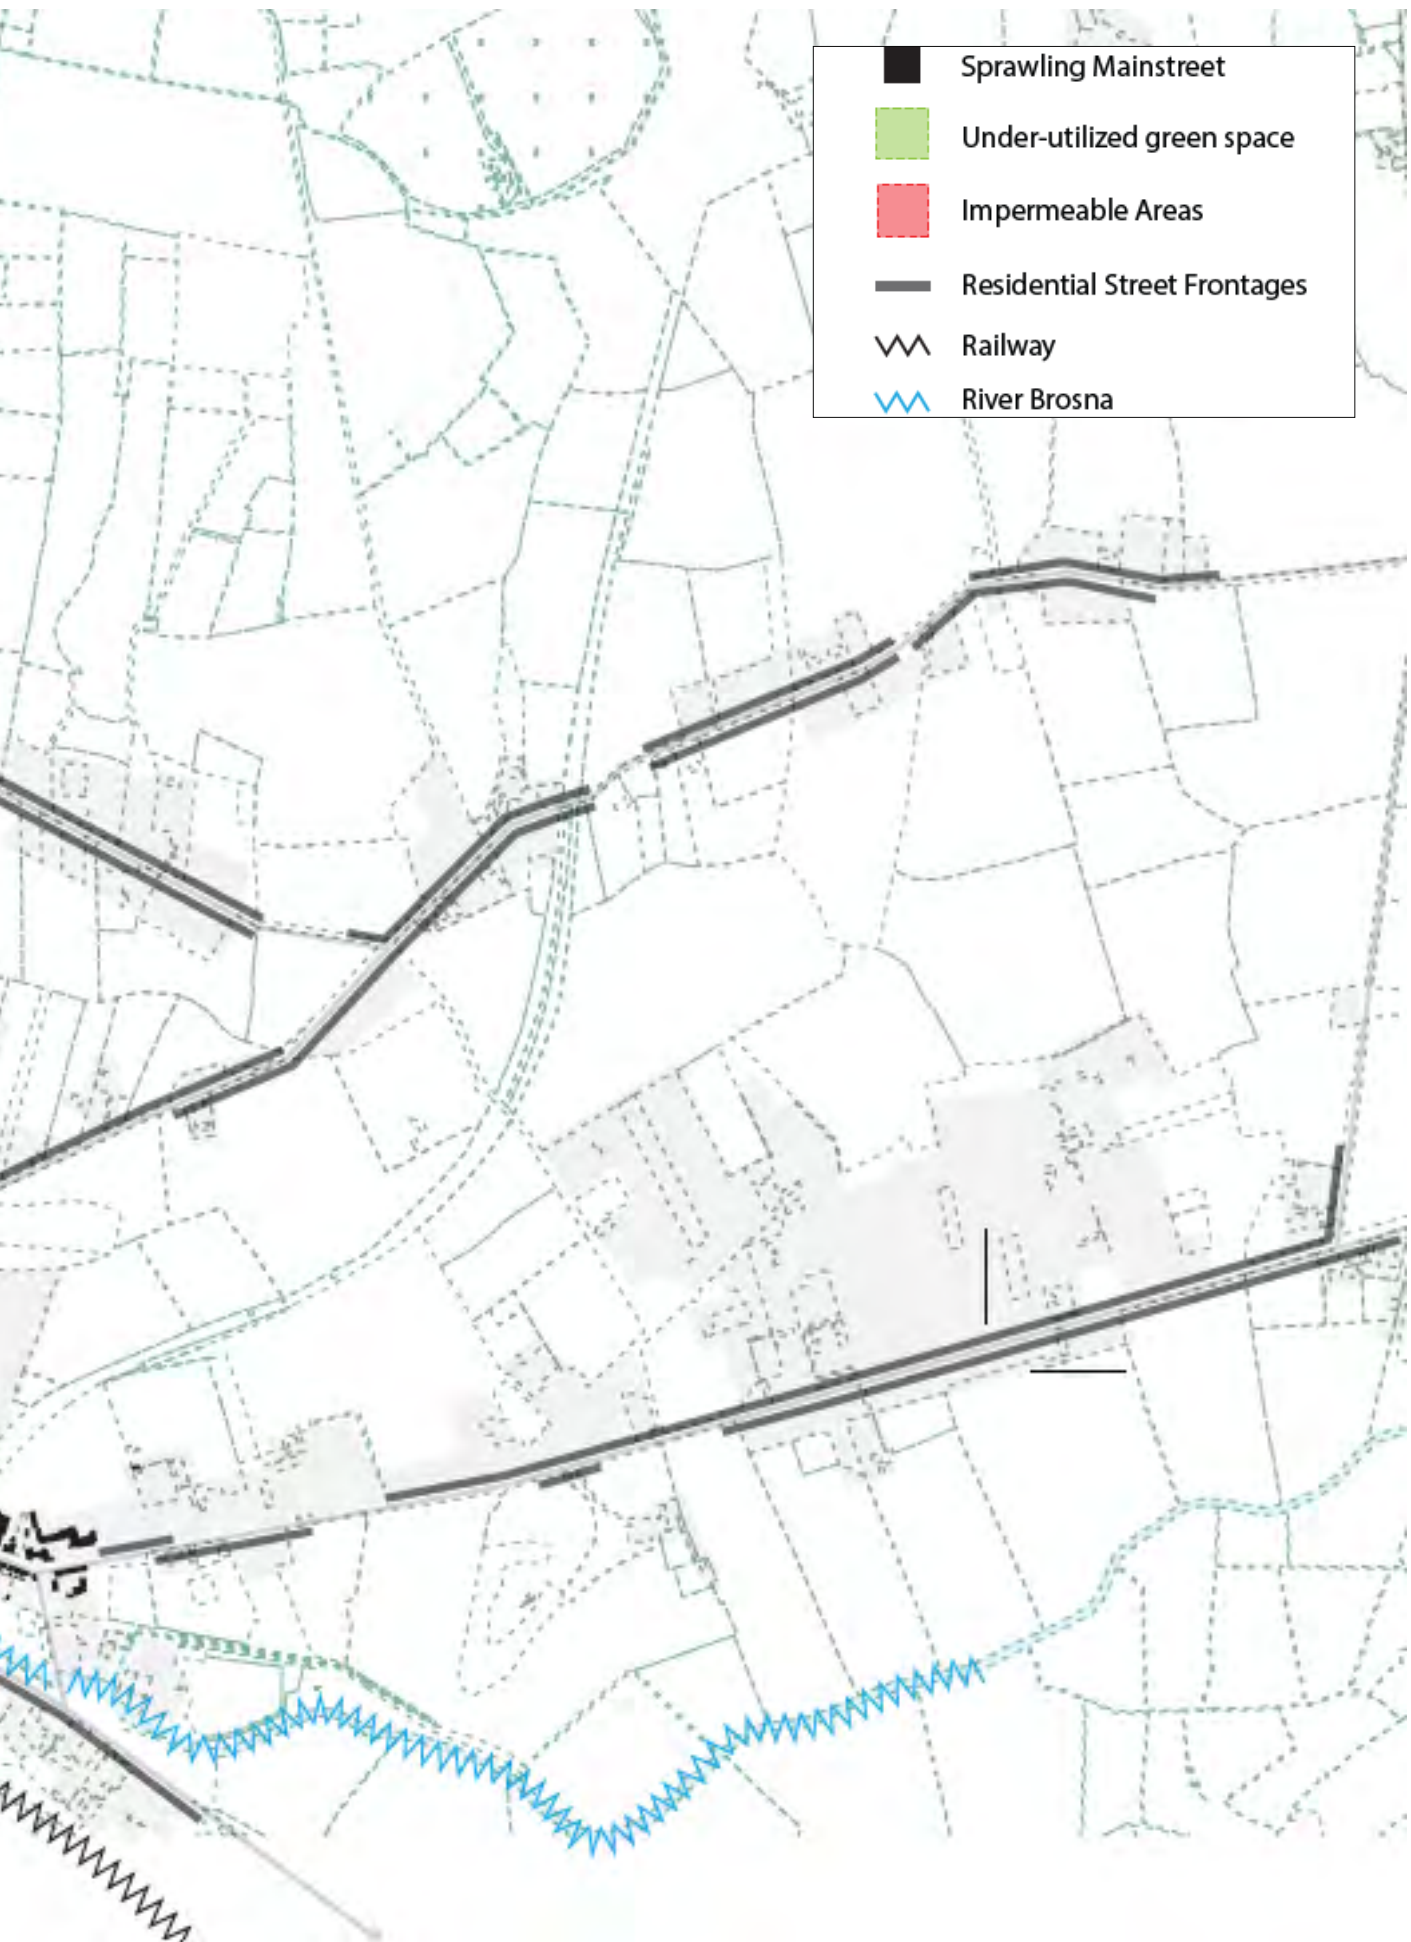 Sprawling Mainstreet
Under-utilized green space
Impermeable Areas
Residential Street Frontages
Railway
River Brosna